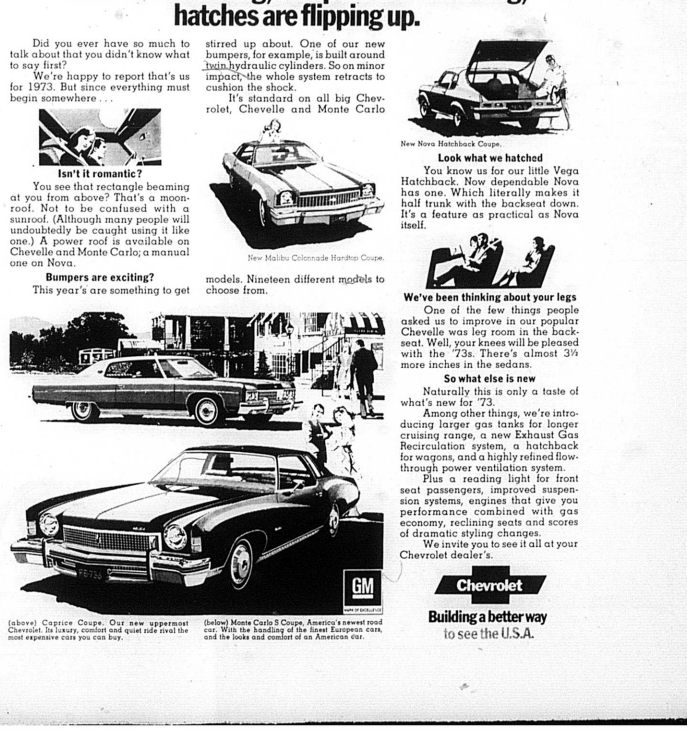 hatches are flipping up.
Did you ever have so much to
talk about that you didn't know what
to say first?
We're happy to report that's us
for 1973. But since everything must
begin somewhere . . .
Isn't it romantic?
You see that rectangle beaming
at you from above? That's a moon-
roof. Not to be confused with a
sunroof. (Although many people will
undoubtedly be caught using it like
one.) A power roof is available on
Chevelle and Monte Carlo; a manual
one on Nova.
Bumpers are exciting?
This year's are something to get
stirred up about. One of our new
bumpers, for example, is built around
twin hydraulic cylinders. So on minor
impact, the whole system retracts to
cushion the shock.
It's standard on all big Chev-
rolet, Chevelle and Monte Carlo
New Malibu Colonnade Hardtop Coupe.
models. Nineteen different models to
choose from.
New Nova Hatchback Coupe.
Look what we hatched
You know us for our little Vega
Hatchback. Now dependable Nova
has one. Which literally makes it
half trunk with the backseat down.
It's a feature as practical as Nova
itself.
We've been thinking about your legs
One of the few things people
asked us to improve in our popular
Chevelle was leg room in the back-
seat. Well, your knees will be pleased
with the '73s. There's almost 3½
more inches in the sedans.
So what else is new
Naturally this is only a taste of
what's new for '73.
Among other things, we're intro-
ducing larger gas tanks for longer
cruising range, a new Exhaust Gas
Recirculation system, a hatchback
for wagons, and a highly refined flow-
through power ventilation system.
Plus a reading light for front
seat passengers, improved suspen-
sion systems, engines that give you
performance combined with gas
economy, reclining seats and scores
of dramatic styling changes.
We invite you to see it all at your
Chevrolet dealer's.
GM
MARK OF EXCELLENCE
(above) Caprice Coupe. Our new uppermost
Chevrolet. Its luxury, comfort and quiet ride rival the
most expensive cars you can buy.
(below) Monte Carlo S Coupe, America's newest road
car. With the handling of the finest European cars,
and the looks and comfort of an American car.
Chevrolet
Building a better way
to see the U.S.A.